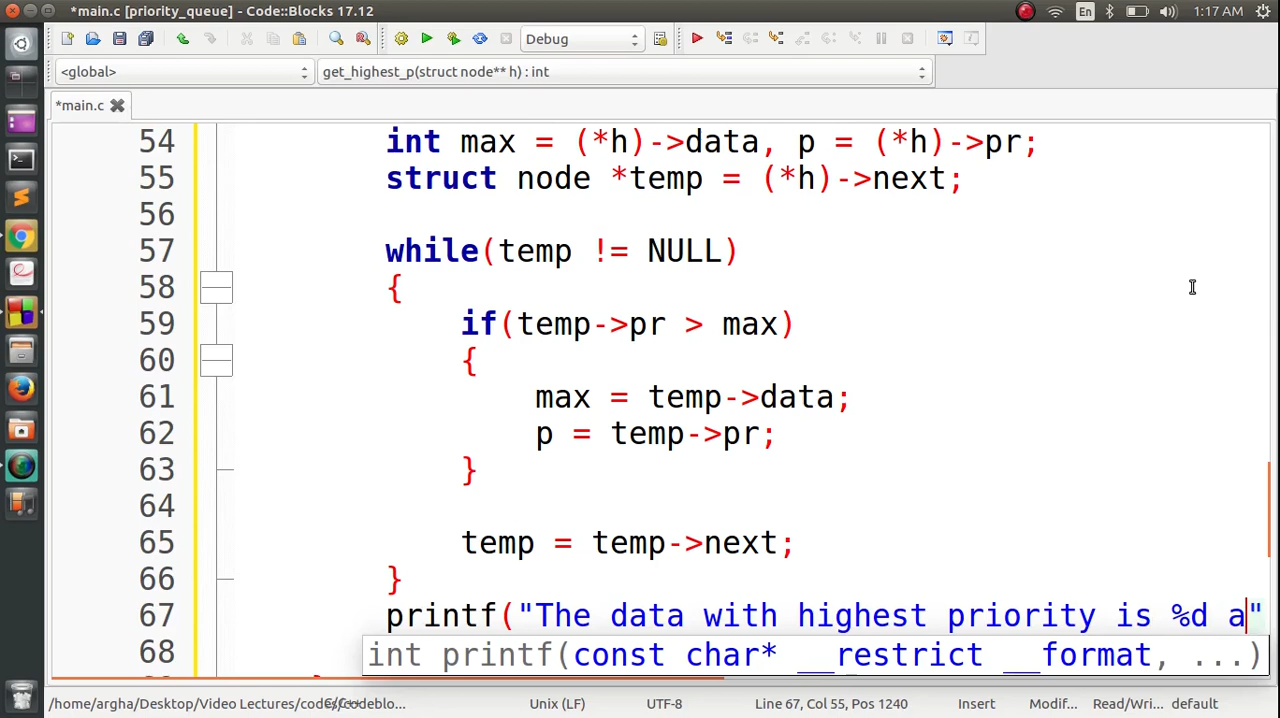 *main.c [priority_queue] - Code::Blocks 17.12
En
1:17 AM
Debug
<global>
get_highest_p(struct node** h) : int
*main.c
54 int max = (*h)->data, p = (*h)->pr;
55 struct node *temp = (*h)->next;
56
57 while(temp != NULL)
58 {
59 if(temp->pr > max)
60 {
61 max = temp->data;
62 p = temp->pr;
63 }
64
65 temp = temp->next;
66 }
67 printf("The data with highest priority is %d a"
68
int printf(const char* __restrict __format, ...)
Unix (LF)
UTF-8
Line 67, Col 55, Pos 1240
Insert
Modif...
Read/Wri...
default